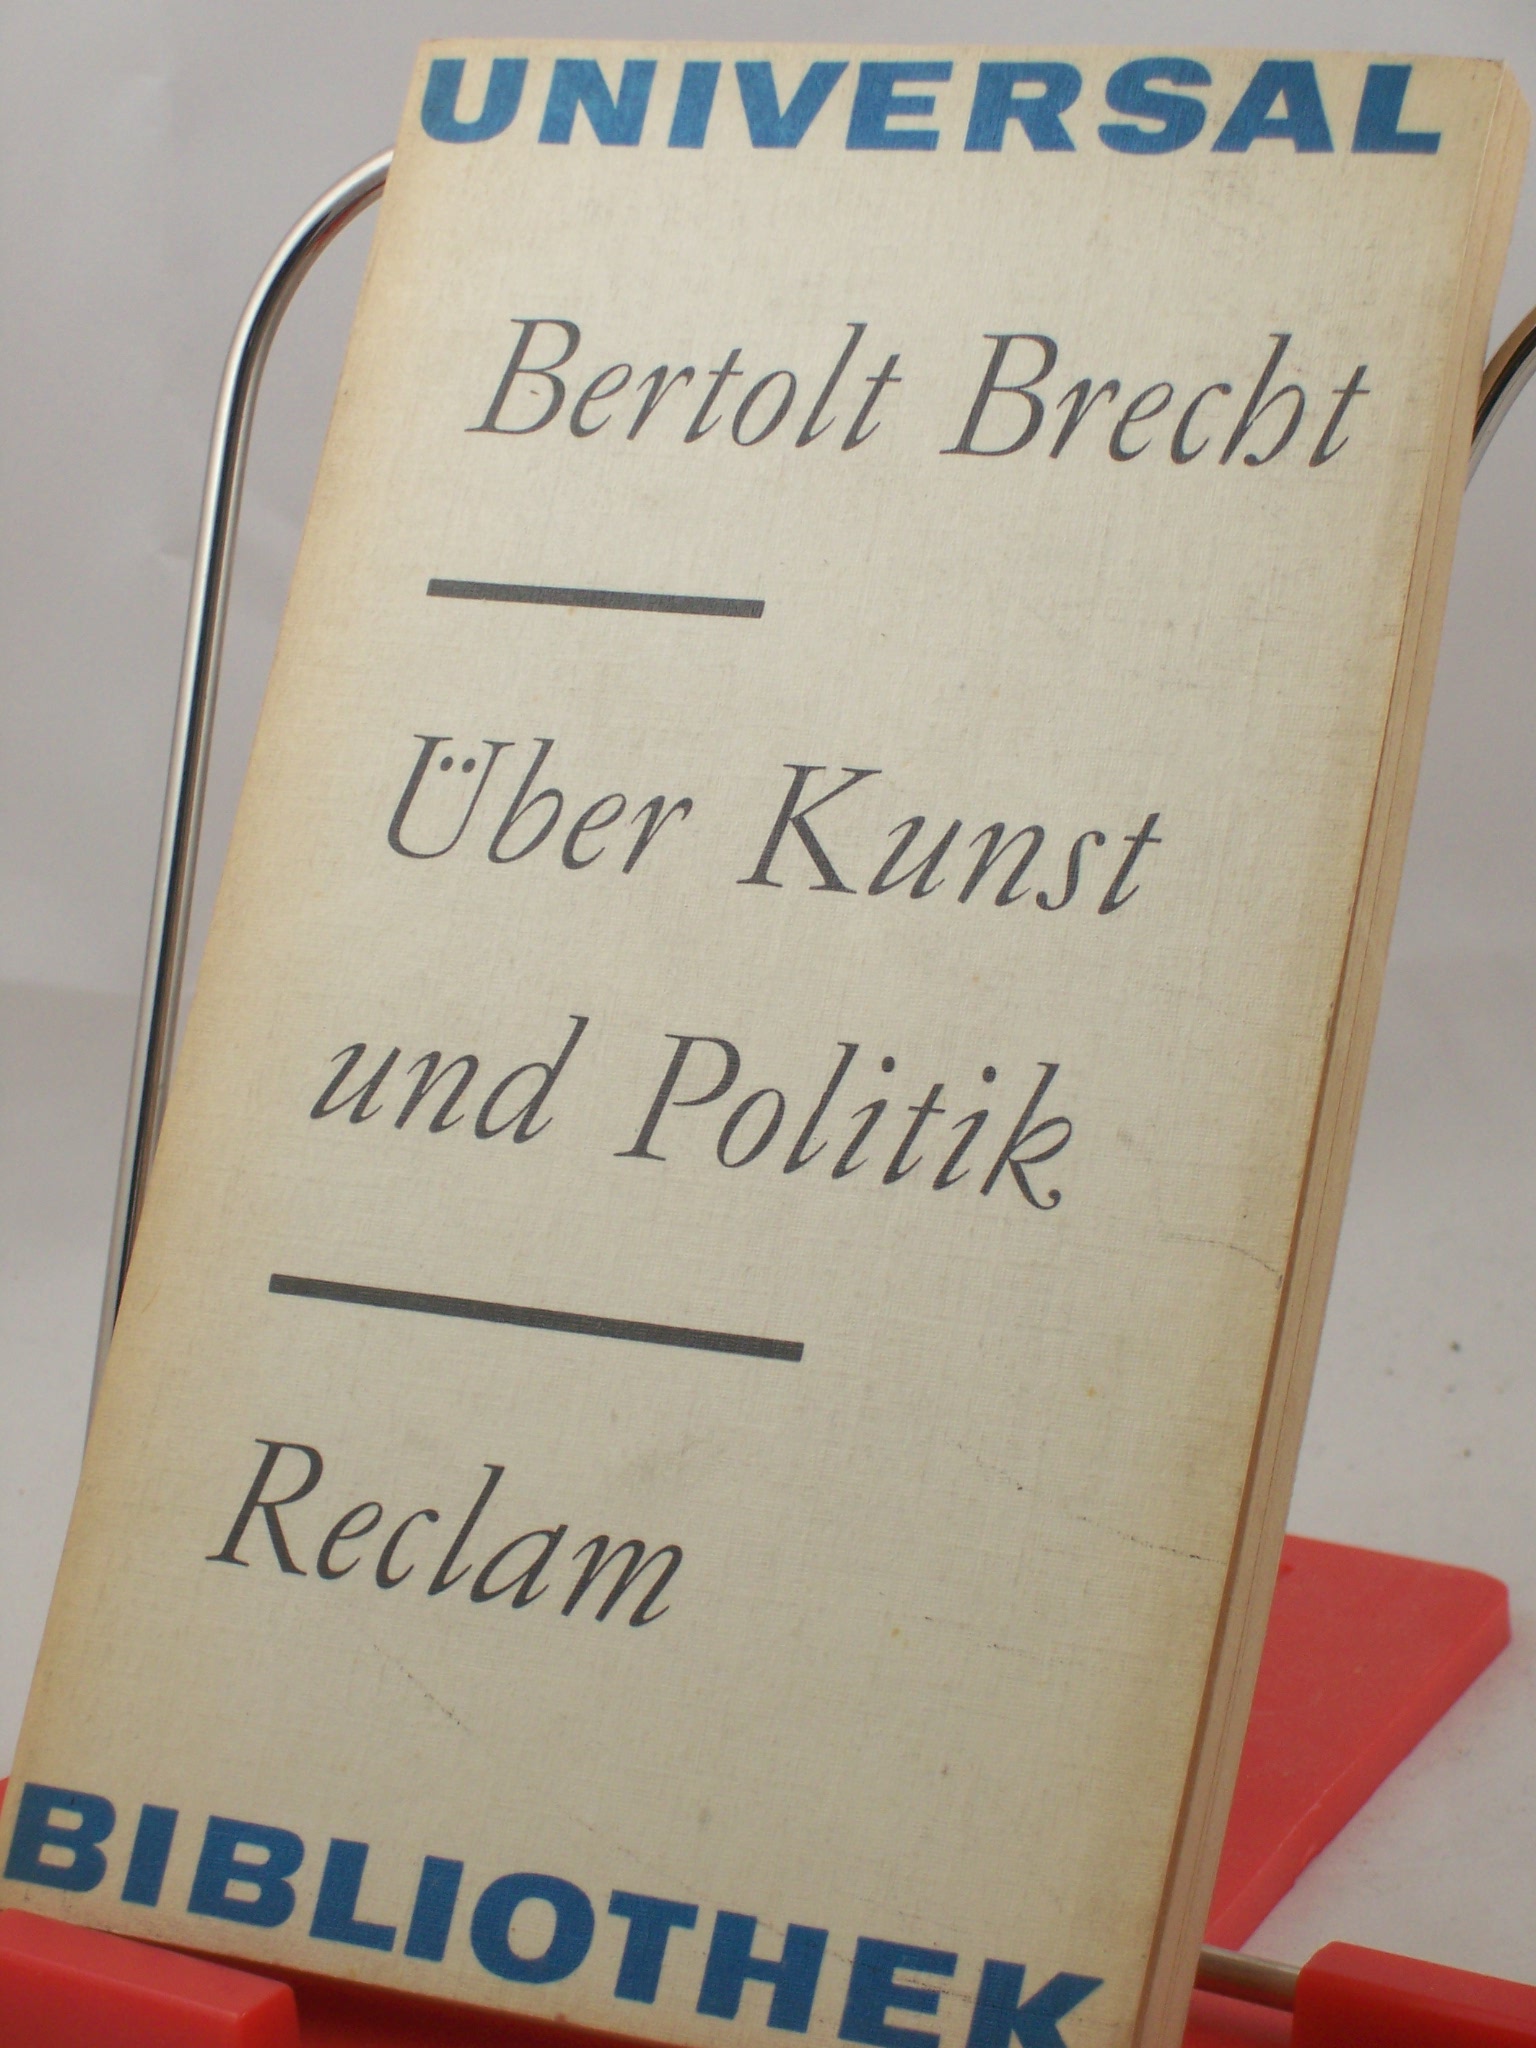 UNIVERSAL
Bertolt Brecht
Über Kunst
und Politik
Reclam
BIBLIOTHEK